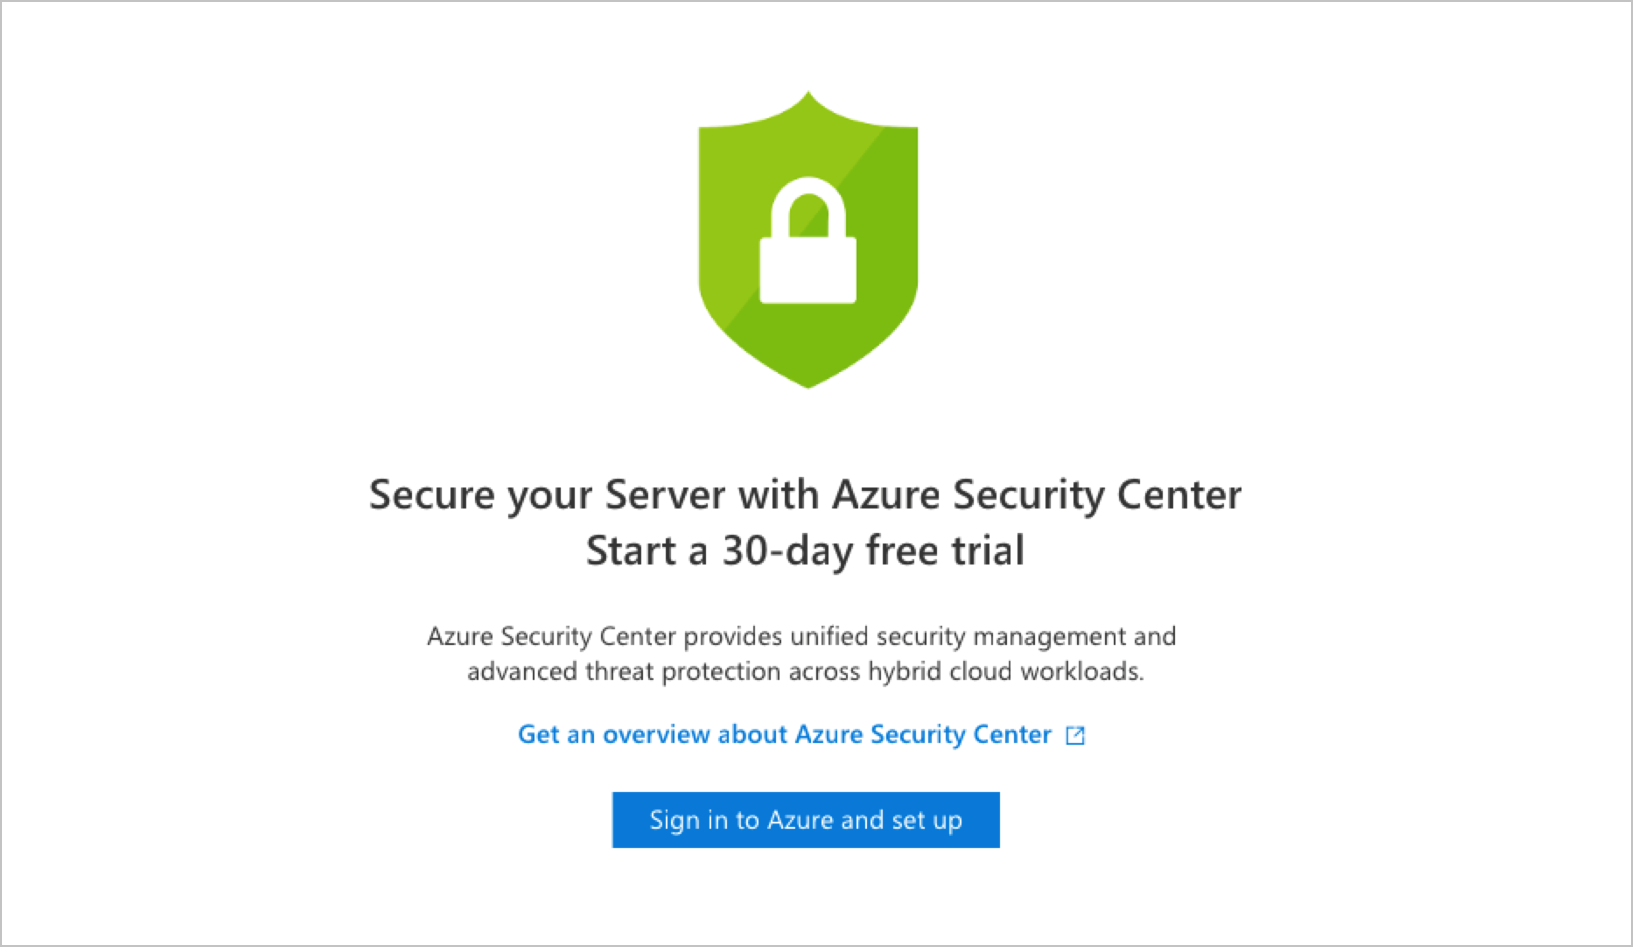 Secure your Server with Azure Security Center
Start a 30-day free trial
Azure Security Center provides unified security management and
advanced threat protection across hybrid cloud workloads.
Get an overview about Azure Security Center
Sign in to Azure and set up